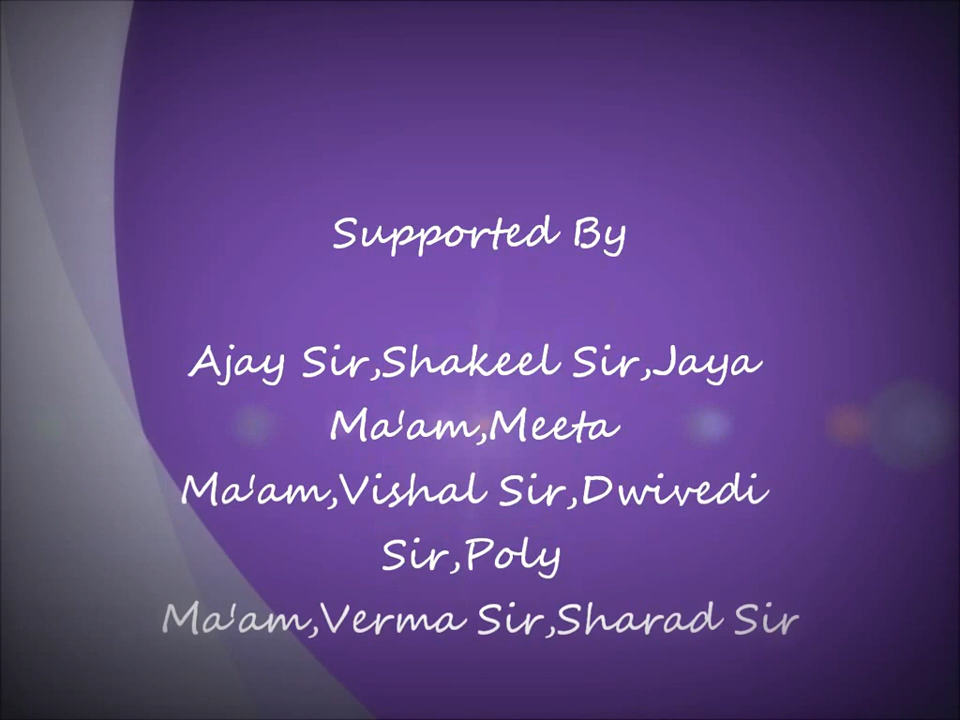 Supported By
Ajay Sir,Shakeel Sir,Jaya
Ma'am,Meeta
Ma'am,Vishal Sir,Dwivedi
Sir,Poly
Ma'am,Verma Sir,Sharad Sir